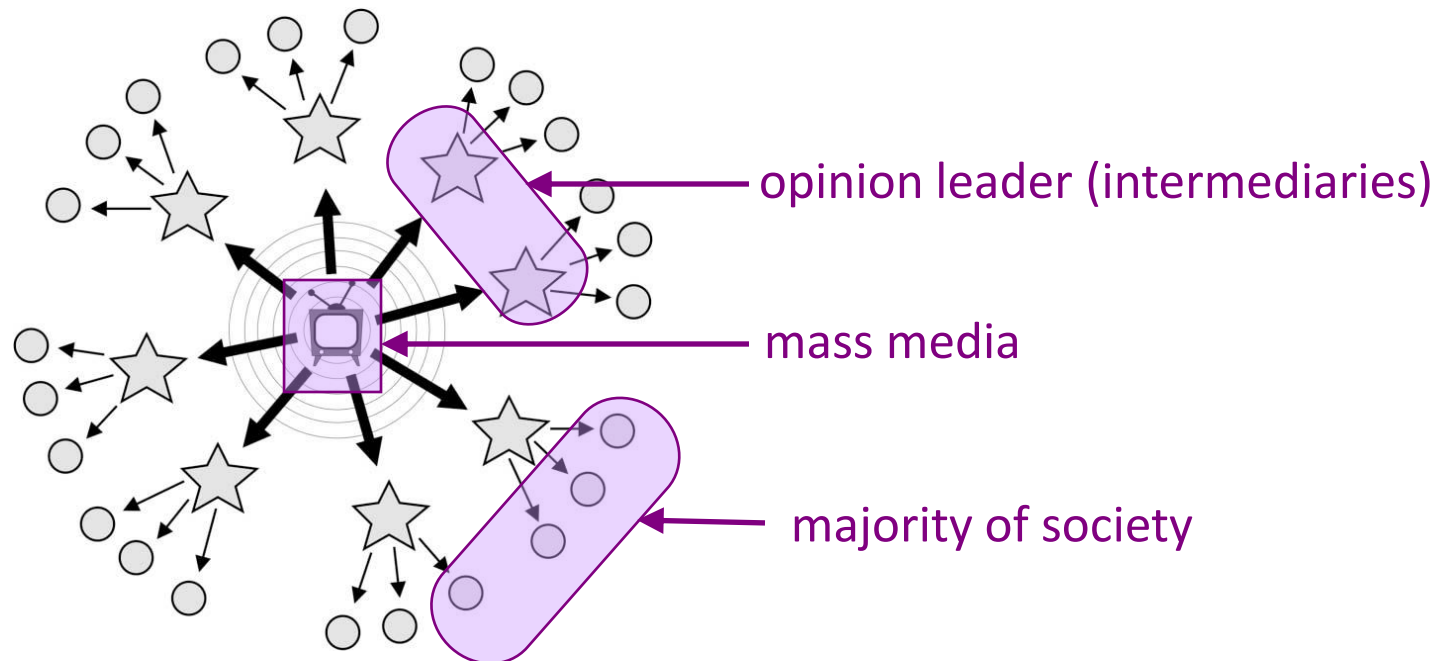 opinion leader (intermediaries)
mass media
majority of society